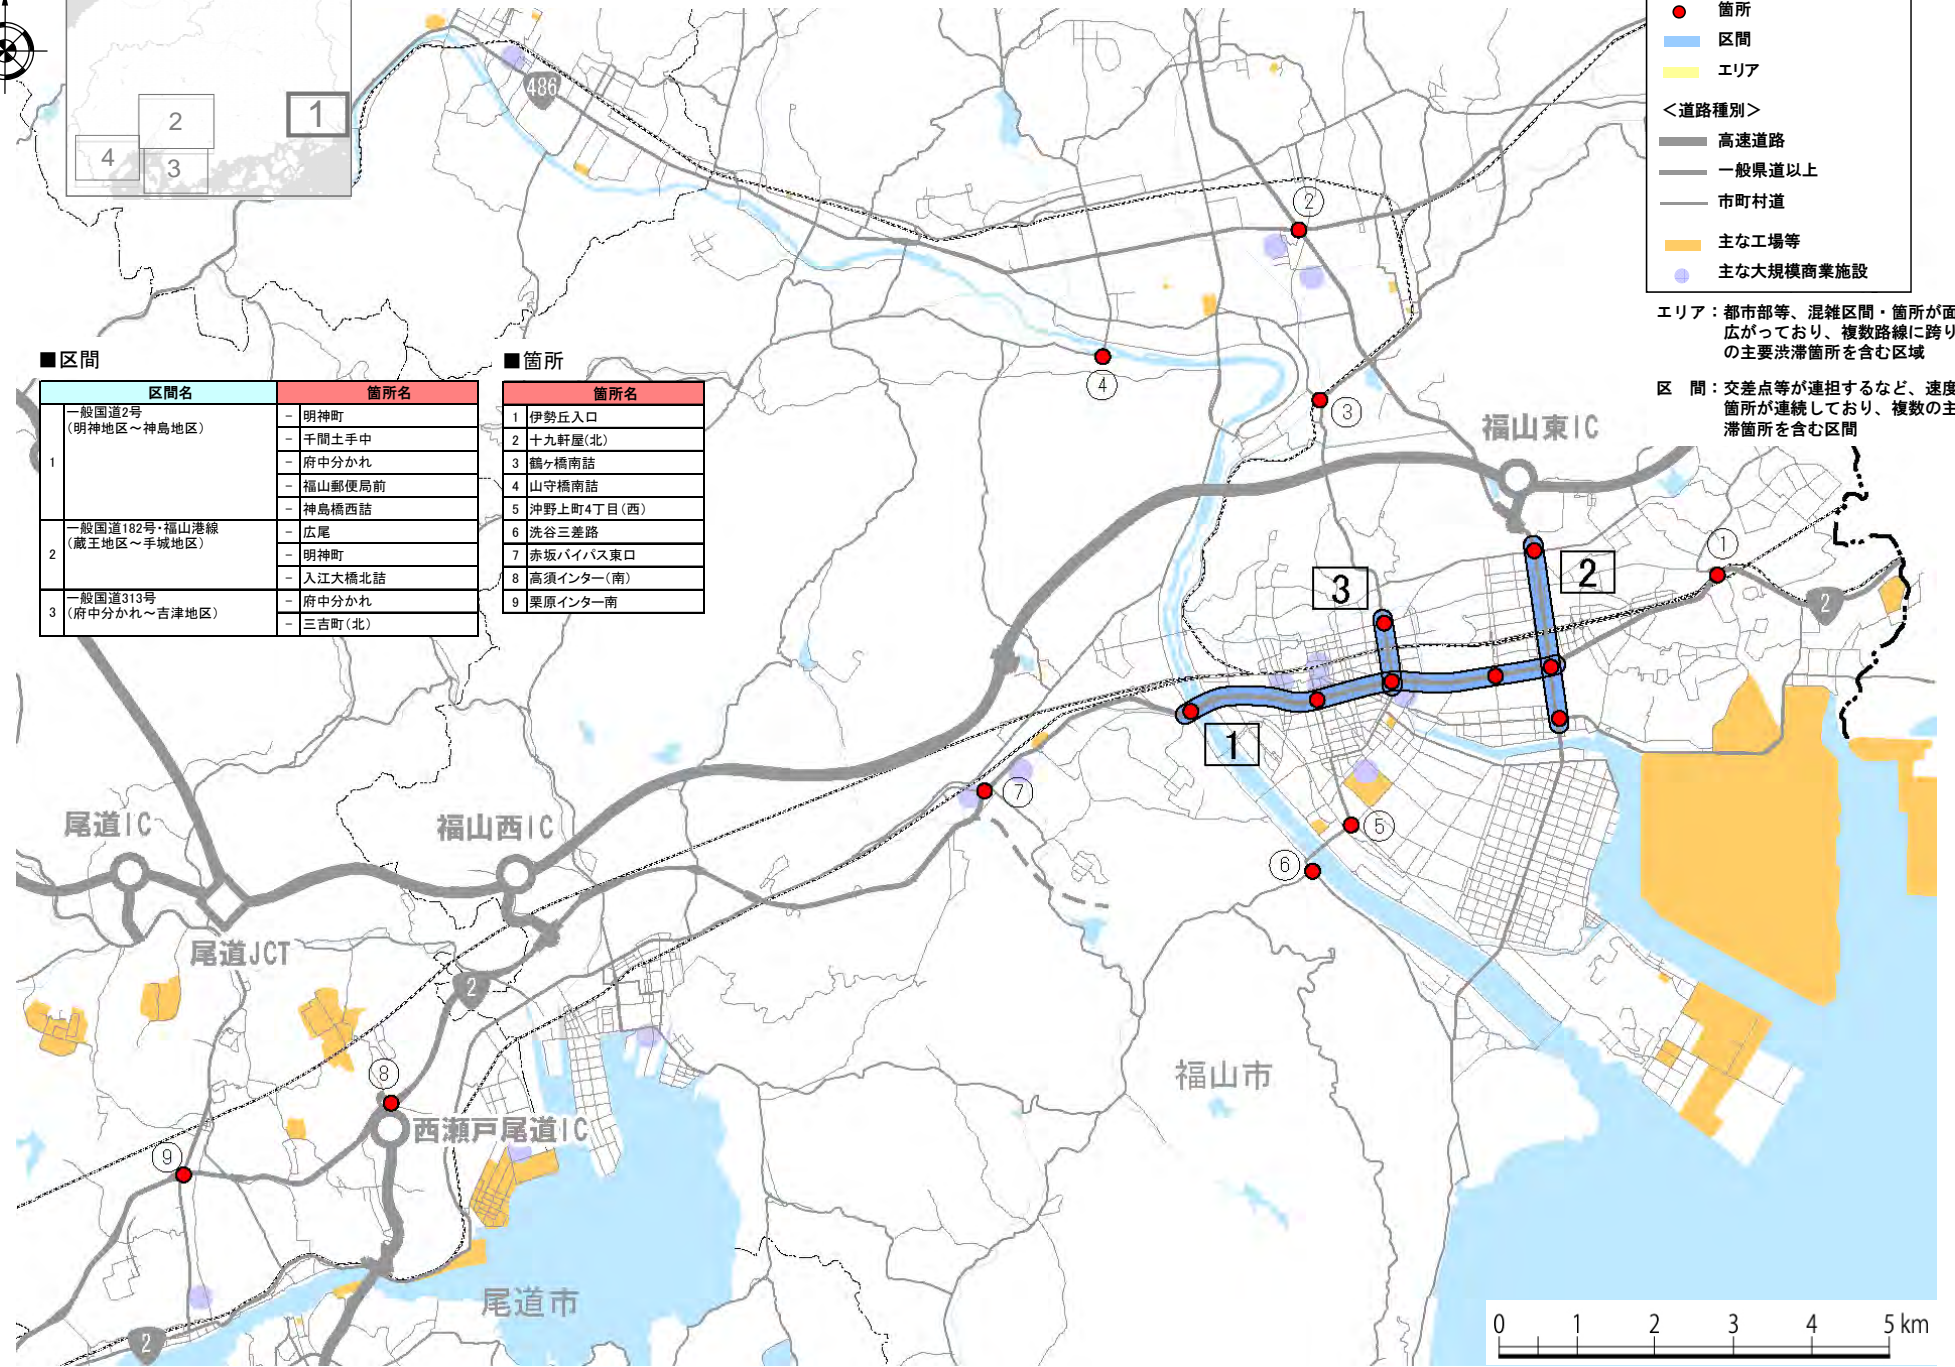 1
2
4
3
486
箇所
区間
エリア
＜道路種別＞
高速道路
一般県道以上
市町村道
主な工場等
主な大規模商業施設
エリア：都市部等、混雑区間・箇所が面
広がっており、複数路線に跨り
の主要渋滞箇所を含む区域
区　間：交差点等が連担するなど、速度
箇所が連続しており、複数の主
滞箇所を含む区間
■区間
区間名 箇所名
1 一般国道2号
(明神地区～神島地区)
－ 明神町
－ 千間土手中
－ 府中分かれ
－ 福山郵便局前
－ 神島橋西詰
2 一般国道182号・福山港線
(蔵王地区～手城地区)
－ 広尾
－ 明神町
－ 入江大橋北詰
3 一般国道313号
(府中分かれ～吉津地区)
－ 府中分かれ
－ 三吉町(北)
■箇所
箇所名
1 伊勢丘入口
2 十九軒屋(北)
3 鶴ヶ橋南詰
4 山守橋南詰
5 沖野上町4丁目(西)
6 洗谷三差路
7 赤坂バイパス東口
8 高須インター(南)
9 栗原インター南
②
④
③
福山東IC
①
2
3
2
1
⑦
⑤
⑥
尾道IC
福山西IC
尾道JCT
2
⑧
西瀬戸尾道IC
⑨
福山市
尾道市
2
0 1 2 3 4 5 km